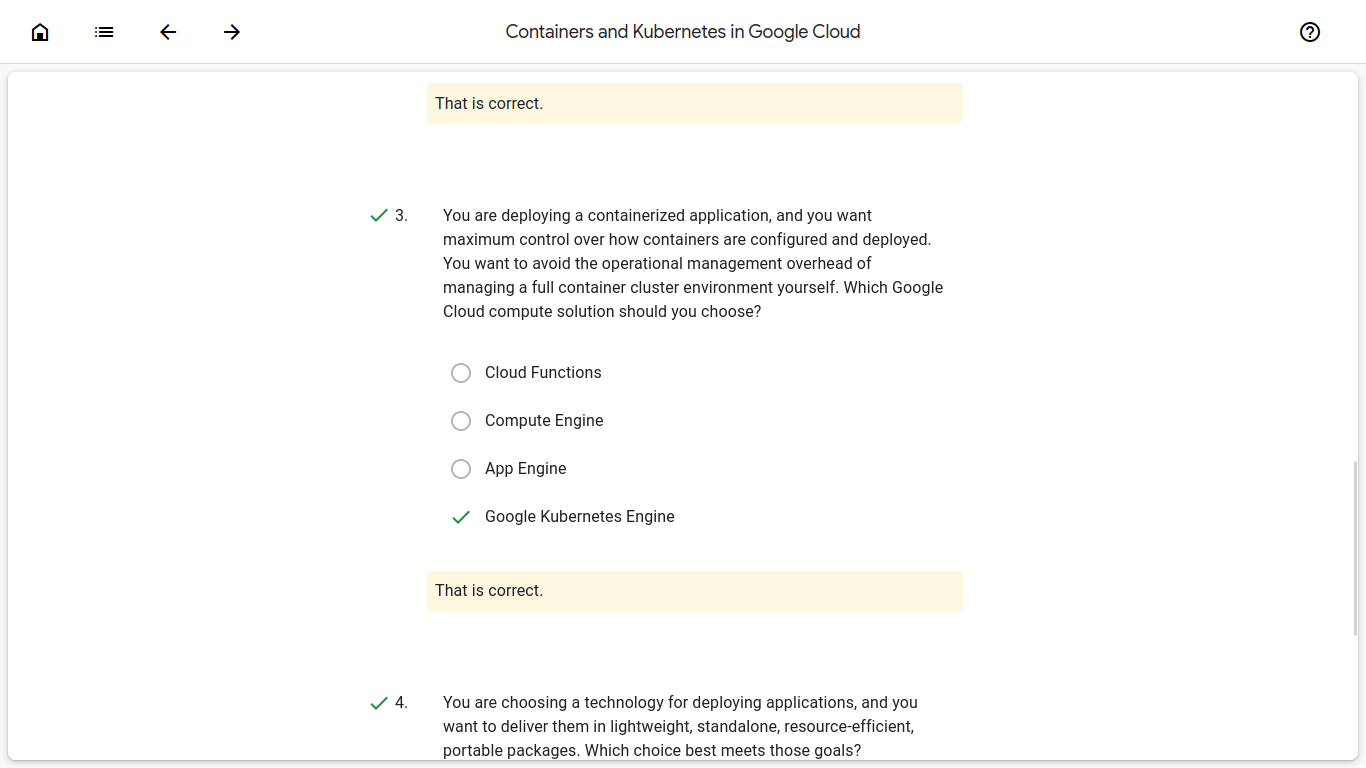 Containers and Kubernetes in Google Cloud
That is correct.
3.
You are deploying a containerized application, and you want
maximum control over how containers are configured and deployed.
You want to avoid the operational management overhead of
managing a full container cluster environment yourself. Which Google
Cloud compute solution should you choose?
Cloud Functions
Compute Engine
App Engine
Google Kubernetes Engine
That is correct.
4.
You are choosing a technology for deploying applications, and you
want to deliver them in lightweight, standalone, resource-efficient,
portable packages. Which choice best meets those goals?